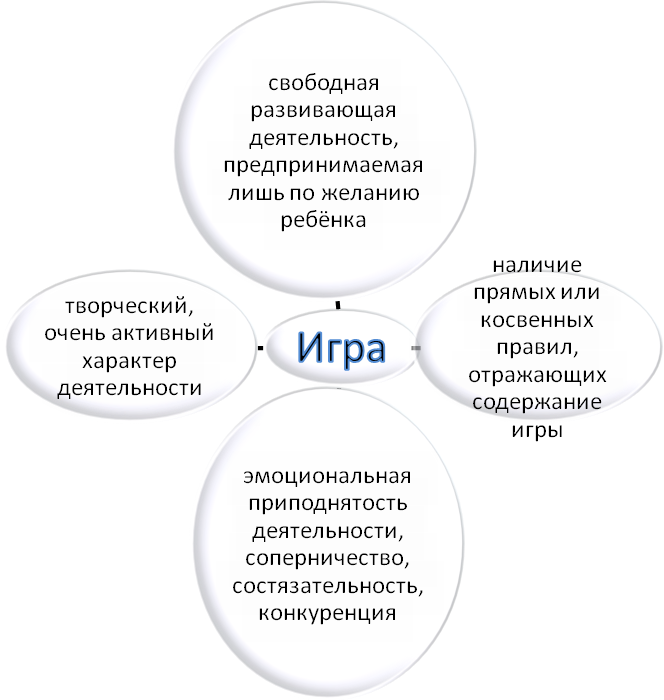 свободная
развивающая
деятельность,
предпринимаемая
лишь по желанию
ребёнка
творческий,
очень активный
характер
деятельности
Игра
наличие
прямых или
косвенных
правил,
отражающих
содержание
игры
эмоциональная
приподнятость
деятельности,
соперничество,
состязательность,
конкуренция